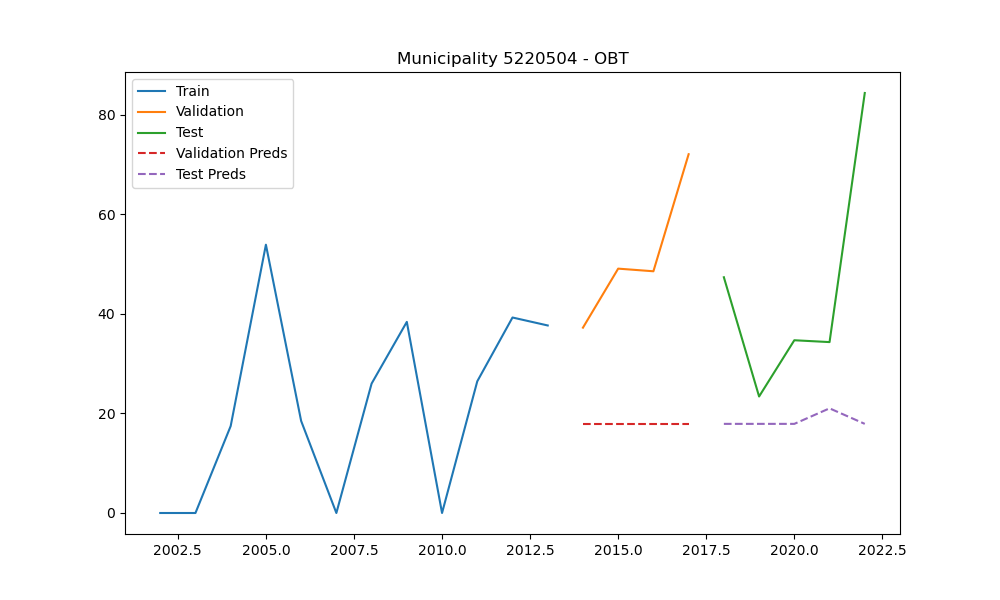 Municipality 5220504 - OBT
Train
Validation
Test
Validation Preds
Test Preds
80
60
40
20
0
2002.5 2005.0 2007.5 2010.0 2012.5 2015.0 2017.5 2020.0 2022.5